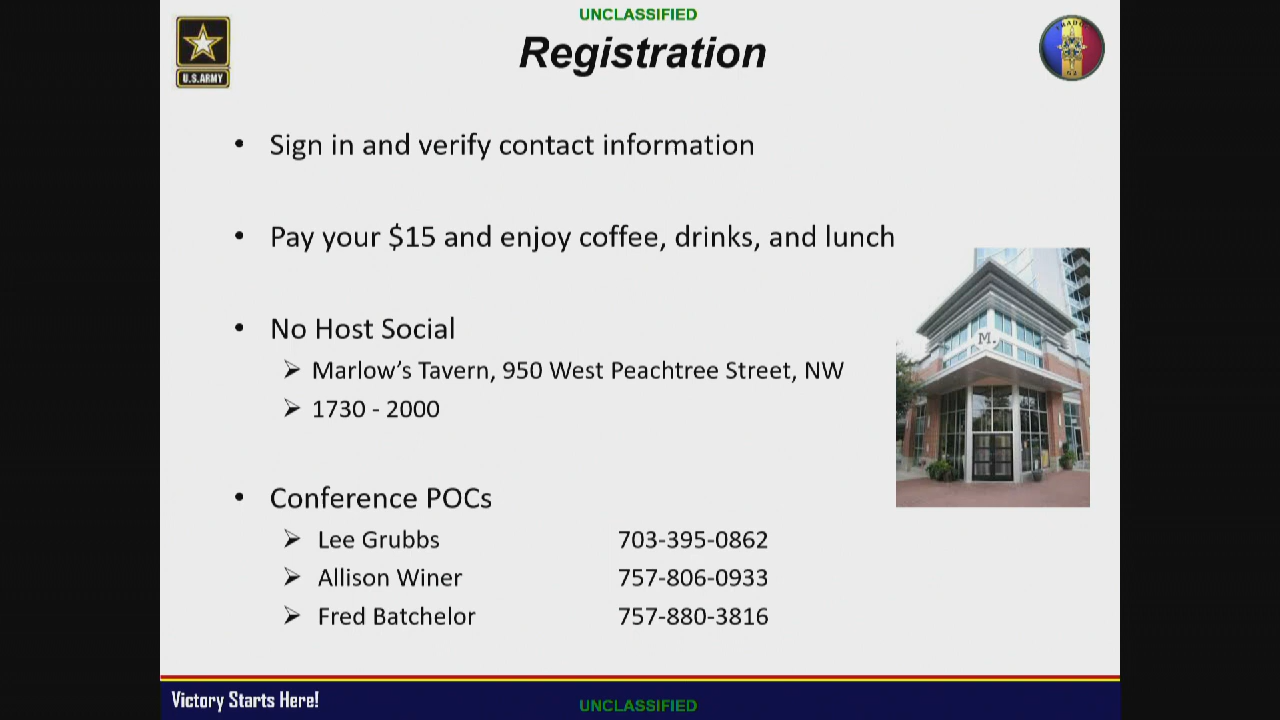 UNCLASSIFIED
Registration
U.S.ARMY
• Sign in and verify contact information
• Pay your $15 and enjoy coffee, drinks, and lunch
• No Host Social
➢ Marlow's Tavern, 950 West Peachtree Street, NW
➢ 1730 - 2000
M.
• Conference POCs
➢ Lee Grubbs 703-395-0862
➢ Allison Winer 757-806-0933
➢ Fred Batchelor 757-880-3816
Victory Starts Here!
UNCLASSIFIED